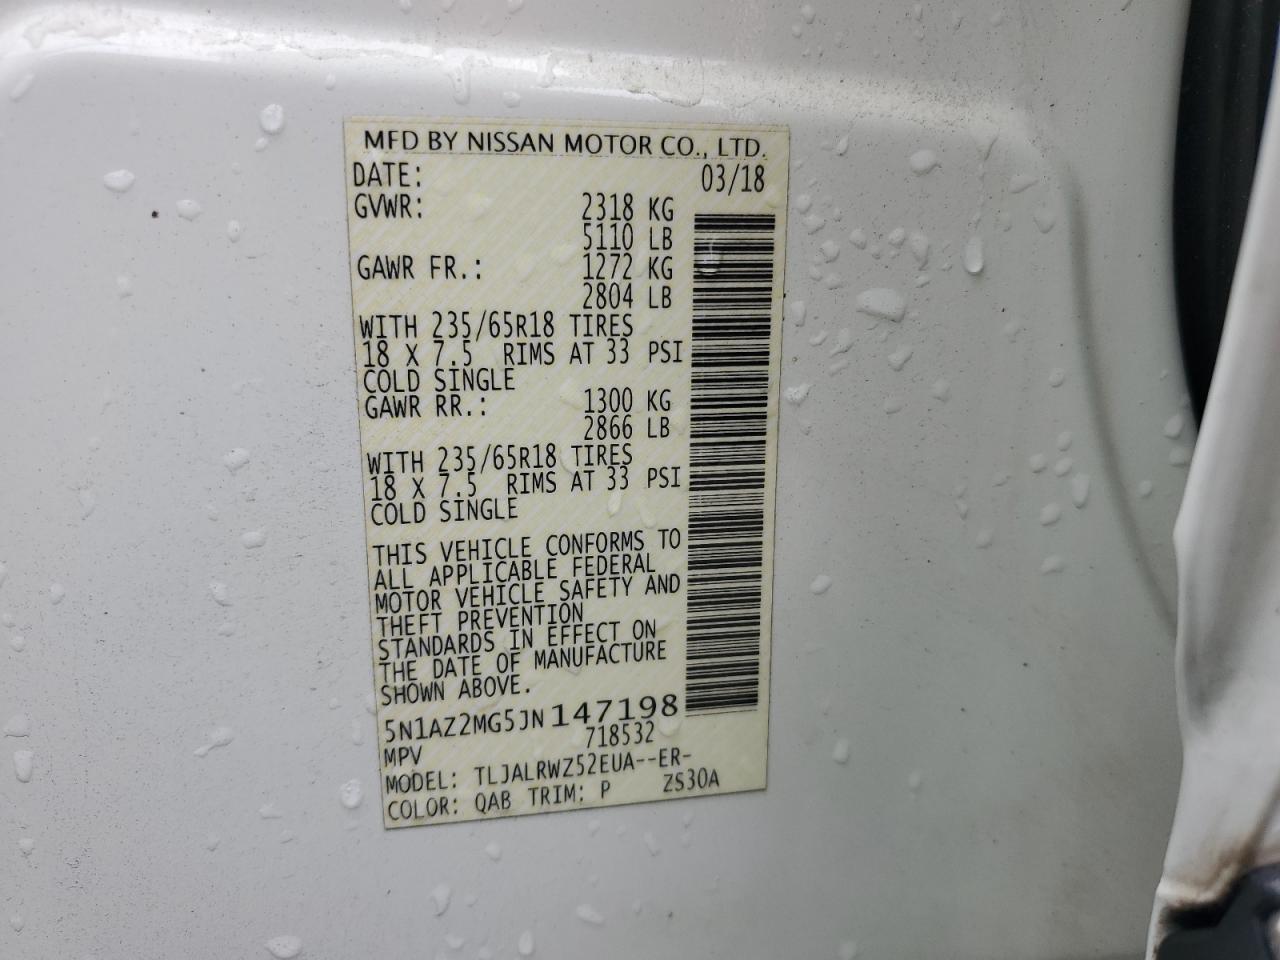 MFD BY NISSAN MOTOR CO., LTD.
DATE: 03/18
GVWR: 2318 KG
5110 LB
GAWR FR.: 1272 KG
2804 LB
WITH 235/65R18 TIRES
18 X 7.5 RIMS AT 33 PSI
COLD SINGLE
GAWR RR.: 1300 KG
2866 LB
WITH 235/65R18 TIRES
18 X 7.5 RIMS AT 33 PSI
COLD SINGLE
THIS VEHICLE CONFORMS TO
ALL APPLICABLE FEDERAL
MOTOR VEHICLE SAFETY AND
THEFT PREVENTION
STANDARDS IN EFFECT ON
THE DATE OF MANUFACTURE
SHOWN ABOVE.
5N1AZ2MG5JN147198
MPV 718532
MODEL: TLJALRWZ52EUA--ER-
COLOR: QAB TRIM: P ZS30A